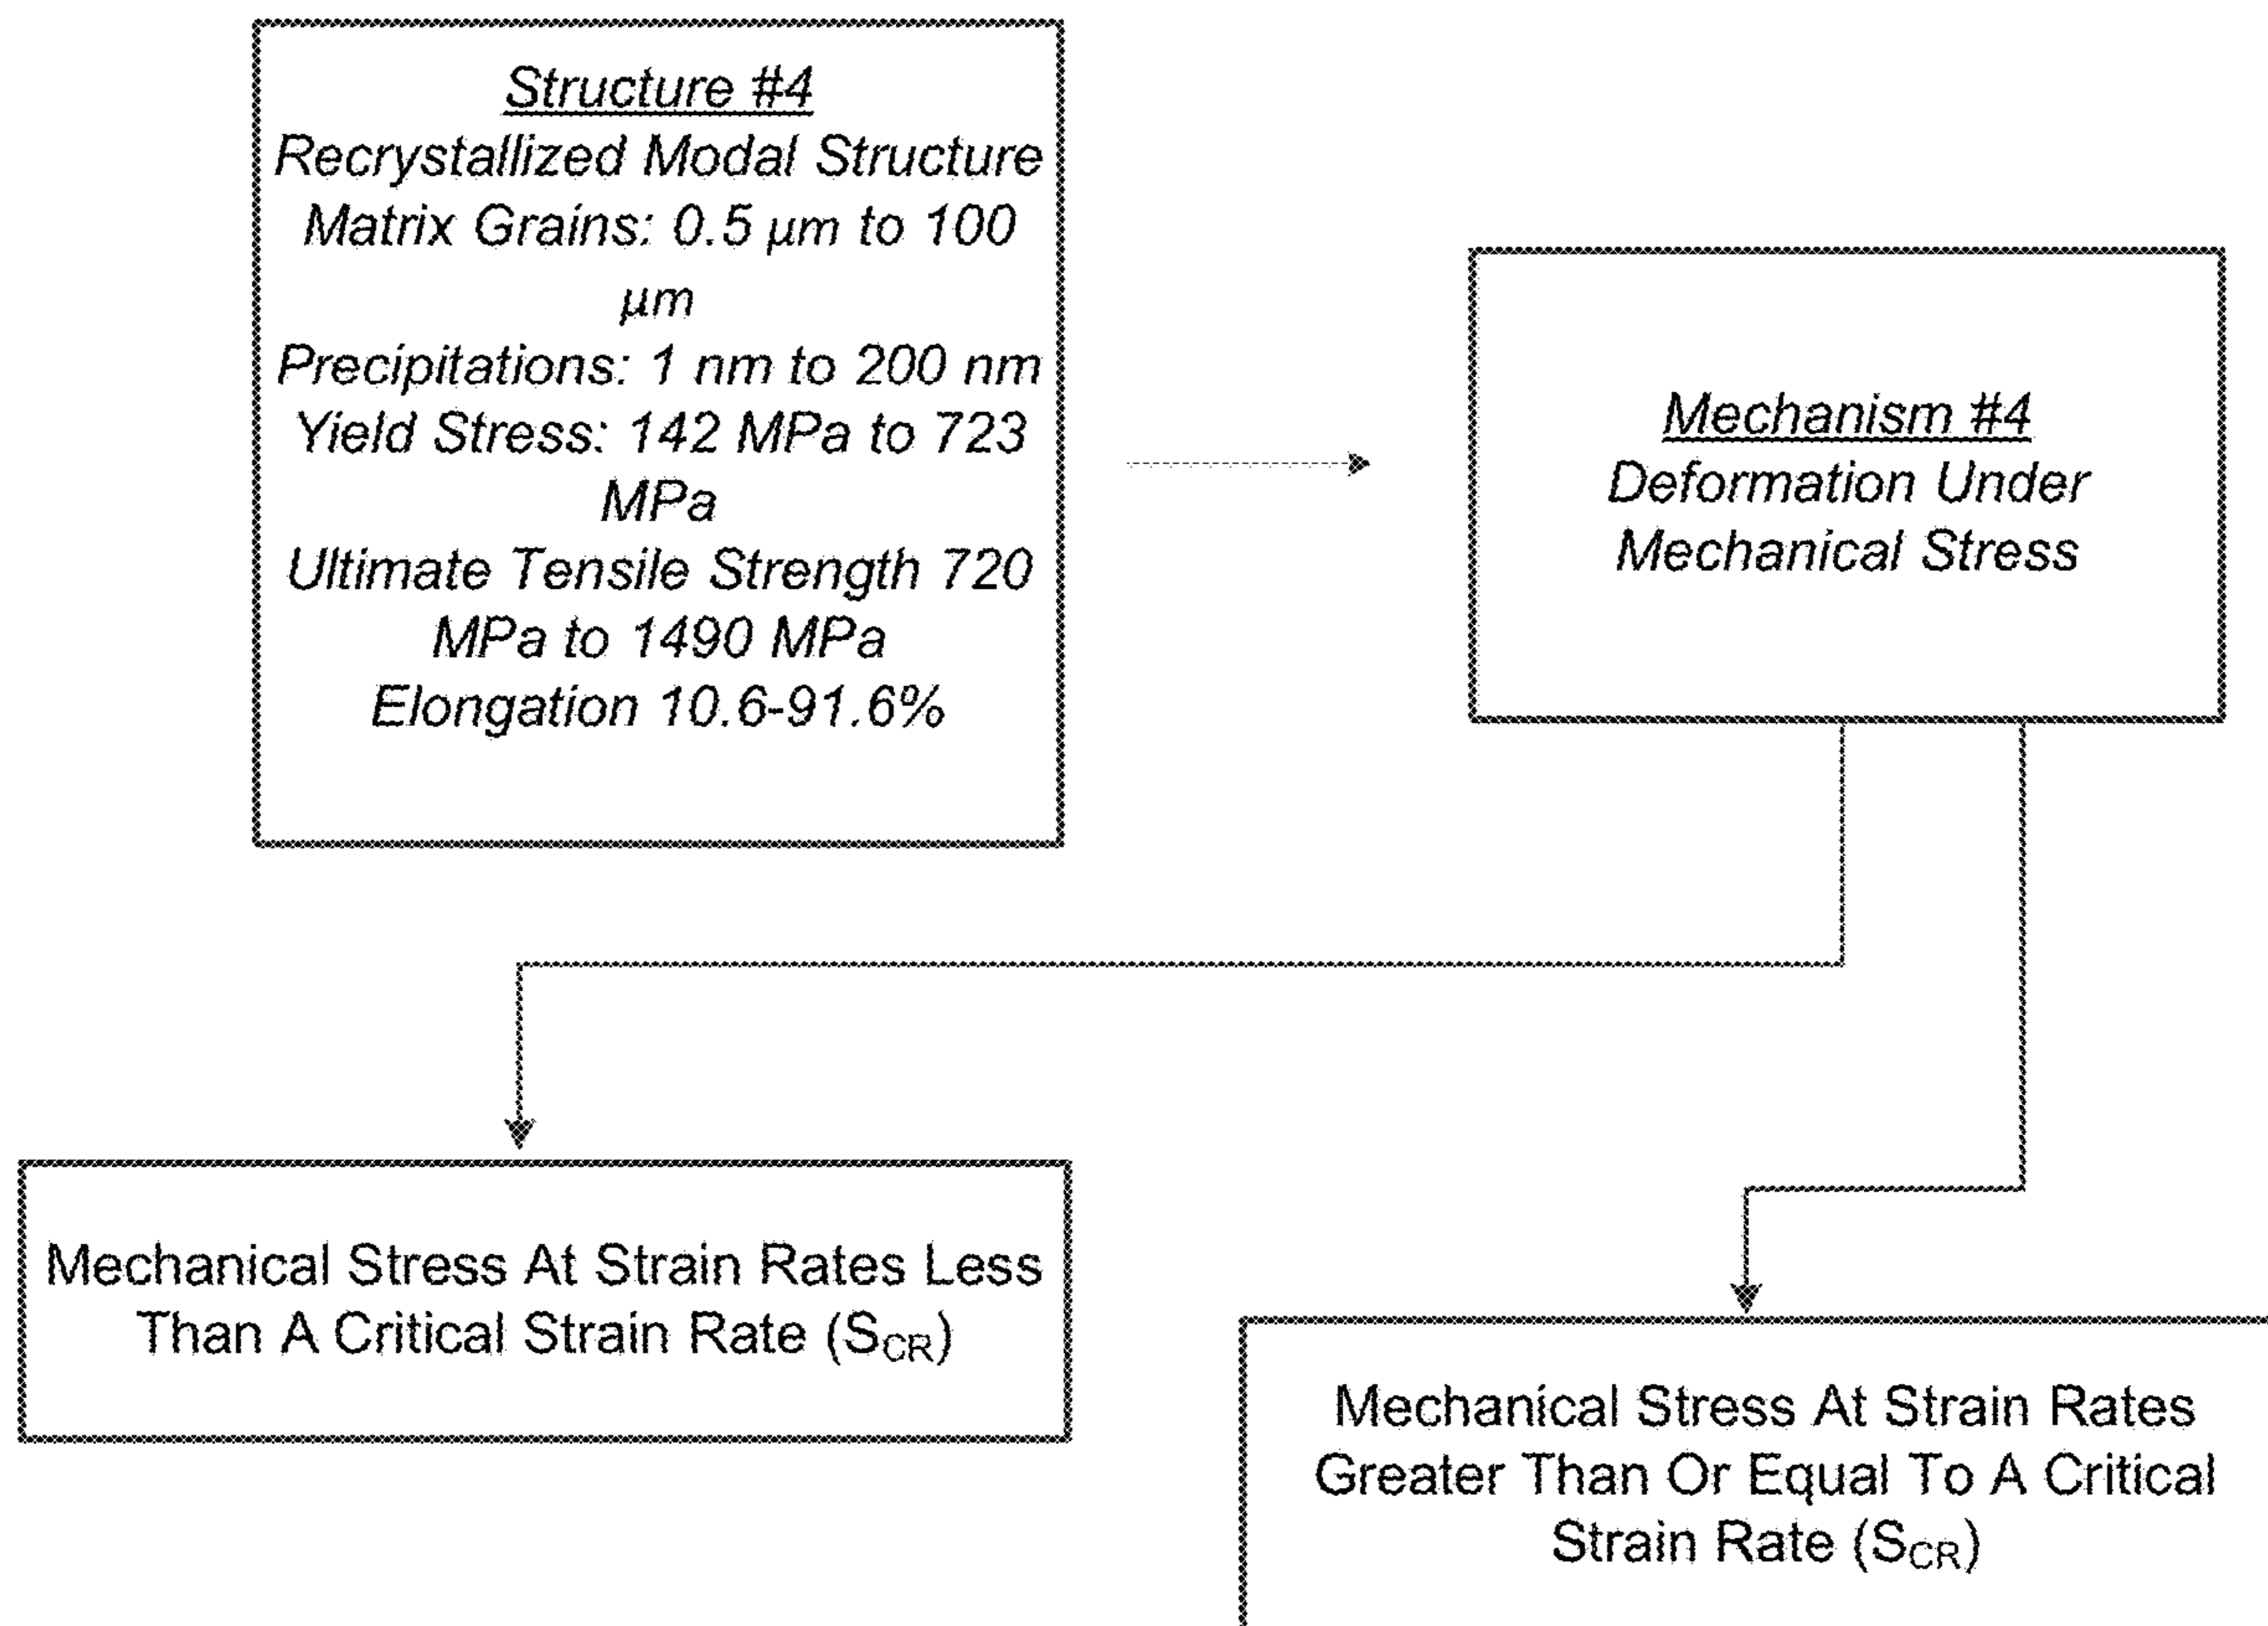 Structure #4
Recrystallized Modal Structure
Matrix Grains: 0.5 µm to 100
µm
Precipitations: 1 nm to 200 nm
Yield Stress: 142 MPa to 723
MPa
Ultimate Tensile Strength 720
MPa to 1490 MPa
Elongation 10.6-91.6%
Mechanism #4
Deformation Under
Mechanical Stress
Mechanical Stress At Strain Rates Less
Than A Critical Strain Rate (SCR)
Mechanical Stress At Strain Rates
Greater Than Or Equal To A Critical
Strain Rate (SCR)